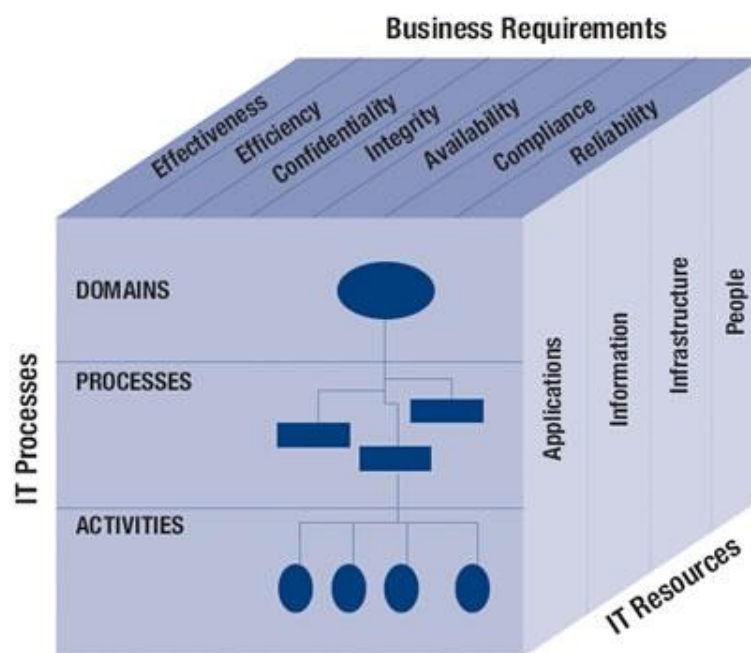 Business Requirements
Effectiveness
Efficiency
Confidentiality
Integrity
Availability
Compliance
Reliability
IT Processes
DOMAINS
PROCESSES
ACTIVITIES
Applications
Information
Infrastructure
People
IT Resources